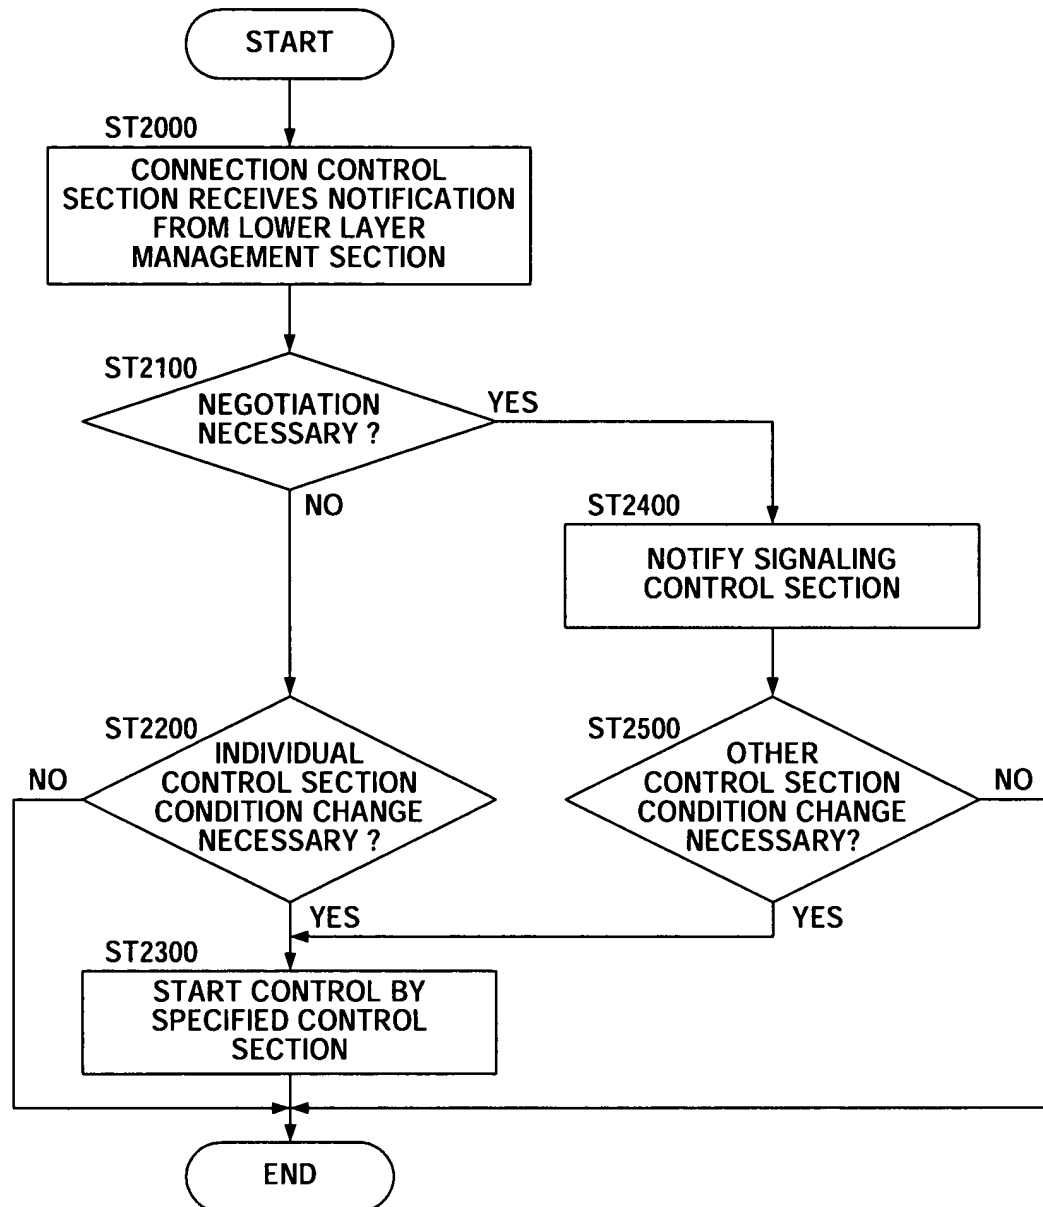 START
ST2000
CONNECTION CONTROL
SECTION RECEIVES NOTIFICATION
FROM LOWER LAYER
MANAGEMENT SECTION
ST2100
NEGOTIATION
NECESSARY ?
YES
NO
ST2400
NOTIFY SIGNALING
CONTROL SECTION
ST2200
INDIVIDUAL
CONTROL SECTION
CONDITION CHANGE
NECESSARY ?
NO
YES
ST2500
OTHER
CONTROL SECTION
CONDITION CHANGE
NECESSARY?
NO
YES
ST2300
START CONTROL BY
SPECIFIED CONTROL
SECTION
END